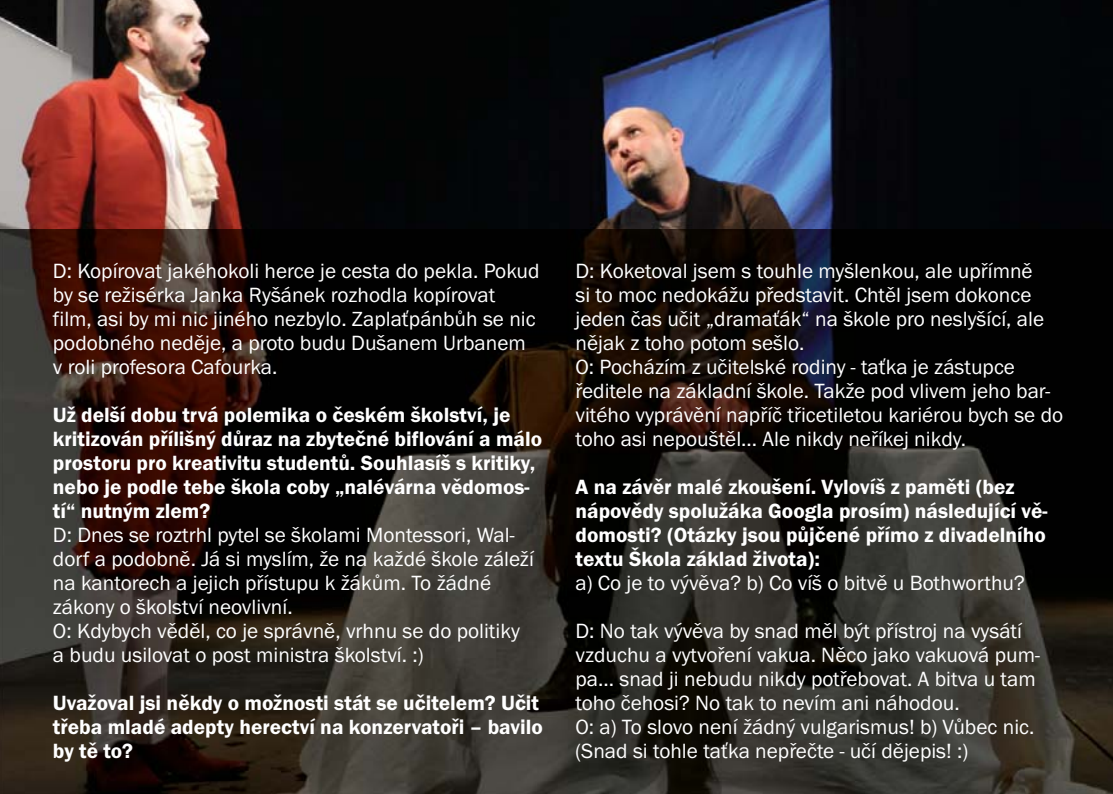 D: Kopírovat jakéhokoli herce je cesta do pekla. Pokud
by se režisérka Janka Ryšánek rozhodla kopírovat
film, asi by mi nic jiného nezbylo. Zaplaťpánbůh se nic
podobného neděje, a proto budu Dušanem Urbanem
v roli profesora Cafourka.

Už delší dobu trvá polemika o českém školství, je
kritizován přílišný důraz na zbytečné biflování a málo
prostoru pro kreativitu studentů. Souhlasíš s kritiky,
nebo je podle tebe škola coby „nalévárna vědomos-
tí“ nutným zlem?
D: Dnes se roztrhl pytel se školami Montessori, Wal-
dorf a podobně. Já si myslím, že na každé škole záleží
na kantorech a jejich přístupu k žákům. To žádné
zákony o školství neovlivní.
O: Kdybych věděl, co je správně, vrhnu se do politiky
a budu usilovat o post ministra školství. :)

Uvažoval jsi někdy o možnosti stát se učitelem? Učit
třeba mladé adepty herectví na konzervatoři – bavilo
by tě to?

D: Koketoval jsem s touhle myšlenkou, ale upřímně
si to moc nedokážu představit. Chtěl jsem dokonce
jeden čas učit „dramaťák“ na škole pro neslyšící, ale
nějak z toho potom sešlo.
O: Pocházím z učitelské rodiny - taťka je zástupce
ředitele na základní škole. Takže pod vlivem jeho bar-
vitého vyprávění napříč třicetiletou kariérou bych se do
toho asi nepouštěl... Ale nikdy neříkej nikdy.

A na závěr malé zkoušení. Vylovíš z paměti (bez
nápovědy spolužáka Googla prosím) následující vě-
domosti? (Otázky jsou půjčené přímo z divadelního
textu Škola základ života):
a) Co je to vývěva? b) Co víš o bitvě u Bothworthu?

D: No tak vývěva by snad měl být přístroj na vysátí
vzduchu a vytvoření vakua. Něco jako vakuová pum-
pa... snad ji nebudu nikdy potřebovat. A bitva u tam
toho čehosi? No tak to nevím ani náhodou.
O: a) To slovo není žádný vulgarismus! b) Vůbec nic.
(Snad si tohle taťka nepřečte - učí dějepis! :)